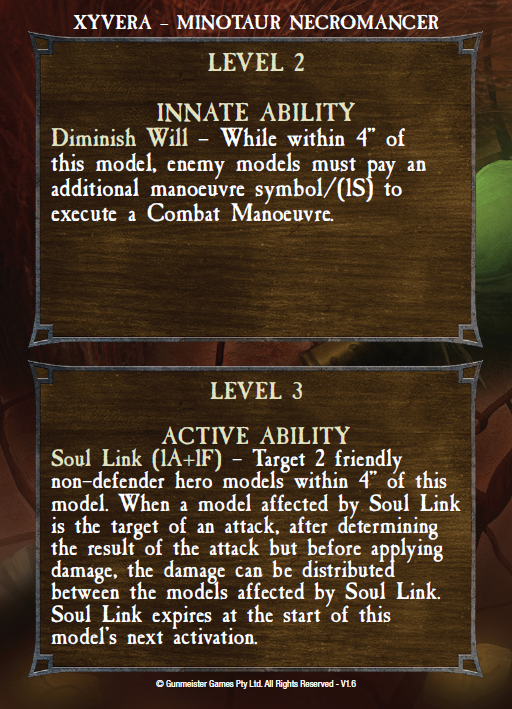 XYVERA - MINOTAUR NECROMANCER
LEVEL 2
INNATE ABILITY
Diminish Will - While within 4" of
this model, enemy models must pay an
additional manoeuvre symbol/(1S) to
execute a Combat Manoeuvre.
LEVEL 3
ACTIVE ABILITY
Soul Link (1A+1F) - Target 2 friendly
non-defender hero models within 4" of this
model. When a model affected by Soul Link
is the target of an attack, after determining
the result of the attack but before applying
damage, the damage can be distributed
between the models affected by Soul Link.
Soul Link expires at the start of this
model's next activation.
© Gunmeister Games Pty Ltd. All Rights Reserved - V1.6